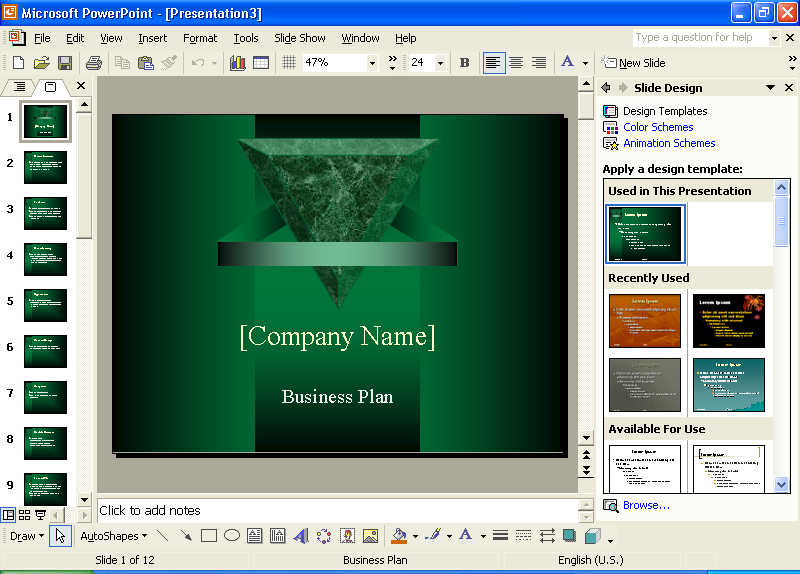 Microsoft PowerPoint - [Presentation3]
File Edit View Insert Format Tools Slide Show Window Help
Type a question for help
47% 24 B A New Slide
Slide Design
Design Templates
Color Schemes
Animation Schemes
Apply a design template:
Used in This Presentation
Recently Used
Available For Use
Browse...
1
2
3
4
5
6
7
8
9
[Company Name]
Business Plan
Click to add notes
Draw AutoShapes A
Slide 1 of 12 Business Plan English (U.S.)